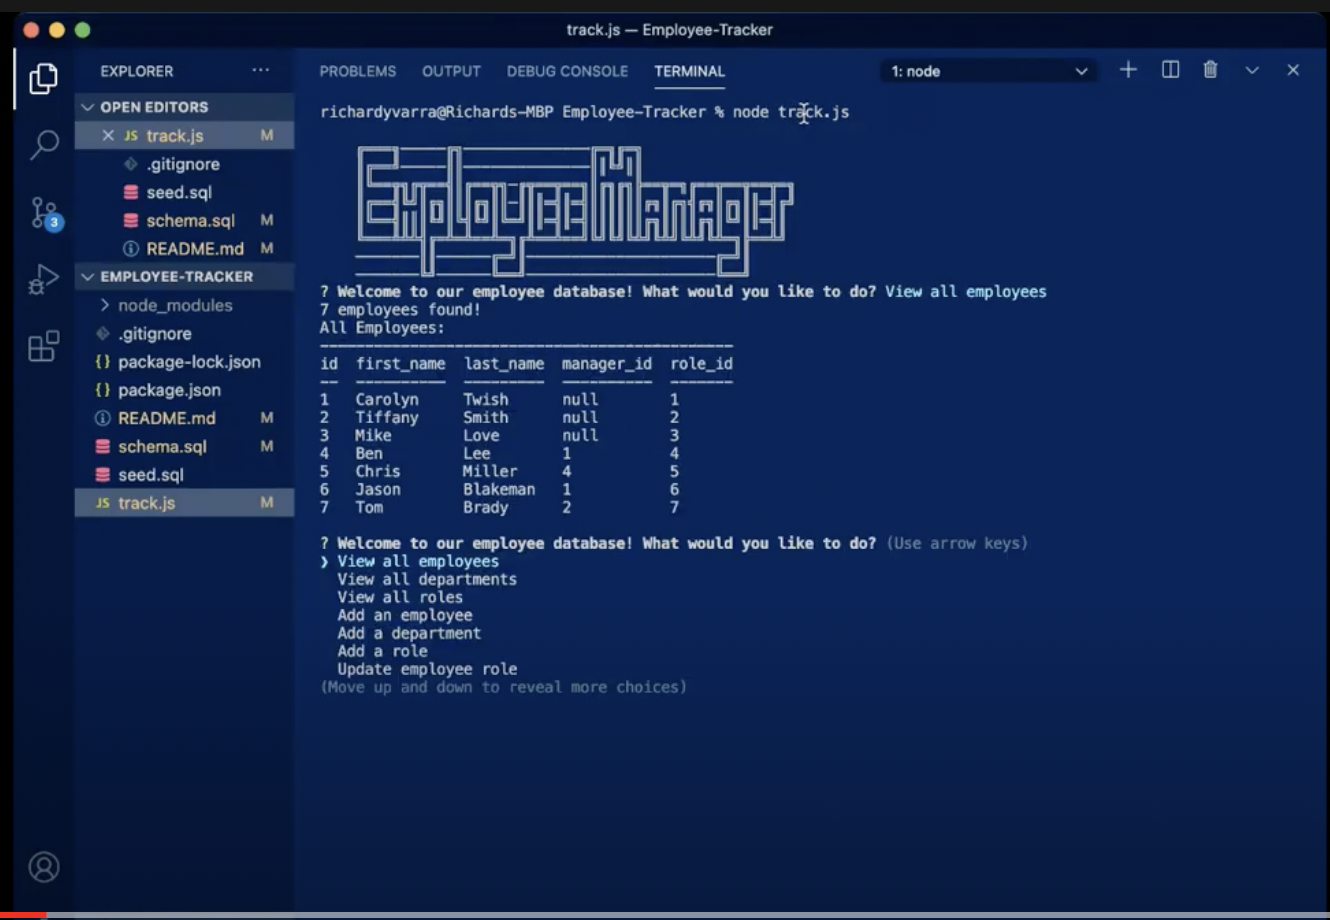 track.js — Employee-Tracker
EXPLORER ...
OPEN EDITORS
JS track.js M
.gitignore
seed.sql
schema.sql M
README.md M
3
EMPLOYEE-TRACKER
node_modules
.gitignore
{} package-lock.json
{} package.json
README.md M
schema.sql M
seed.sql
JS track.js M
PROBLEMS OUTPUT DEBUG CONSOLE TERMINAL 1: node
richardyvarra@Richards-MBP Employee-Tracker % node track.js
Employee Manager
? Welcome to our employee database! What would you like to do? View all employees
7 employees found!
All Employees:
id first_name last_name manager_id role_id
1 Carolyn Twish null 1
2 Tiffany Smith null 2
3 Mike Love null 3
4 Ben Lee 1 4
5 Chris Miller 4 5
6 Jason Blakeman 1 6
7 Tom Brady 2 7
? Welcome to our employee database! What would you like to do? (Use arrow keys)
❯ View all employees
View all departments
View all roles
Add an employee
Add a department
Add a role
Update employee role
(Move up and down to reveal more choices)